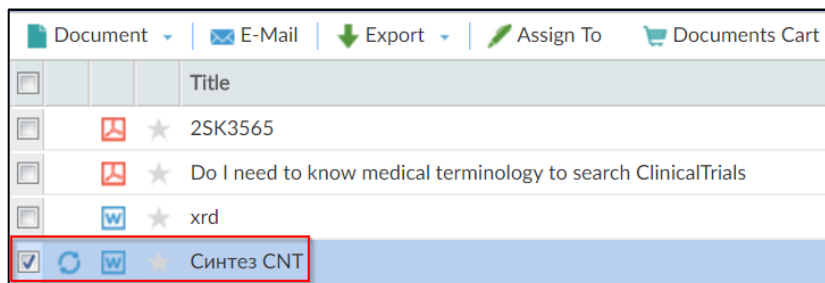 Document E-Mail Export Assign To Documents Cart
Title
2SK3565
Do I need to know medical terminology to search ClinicalTrials
xrd
Синтез CNT